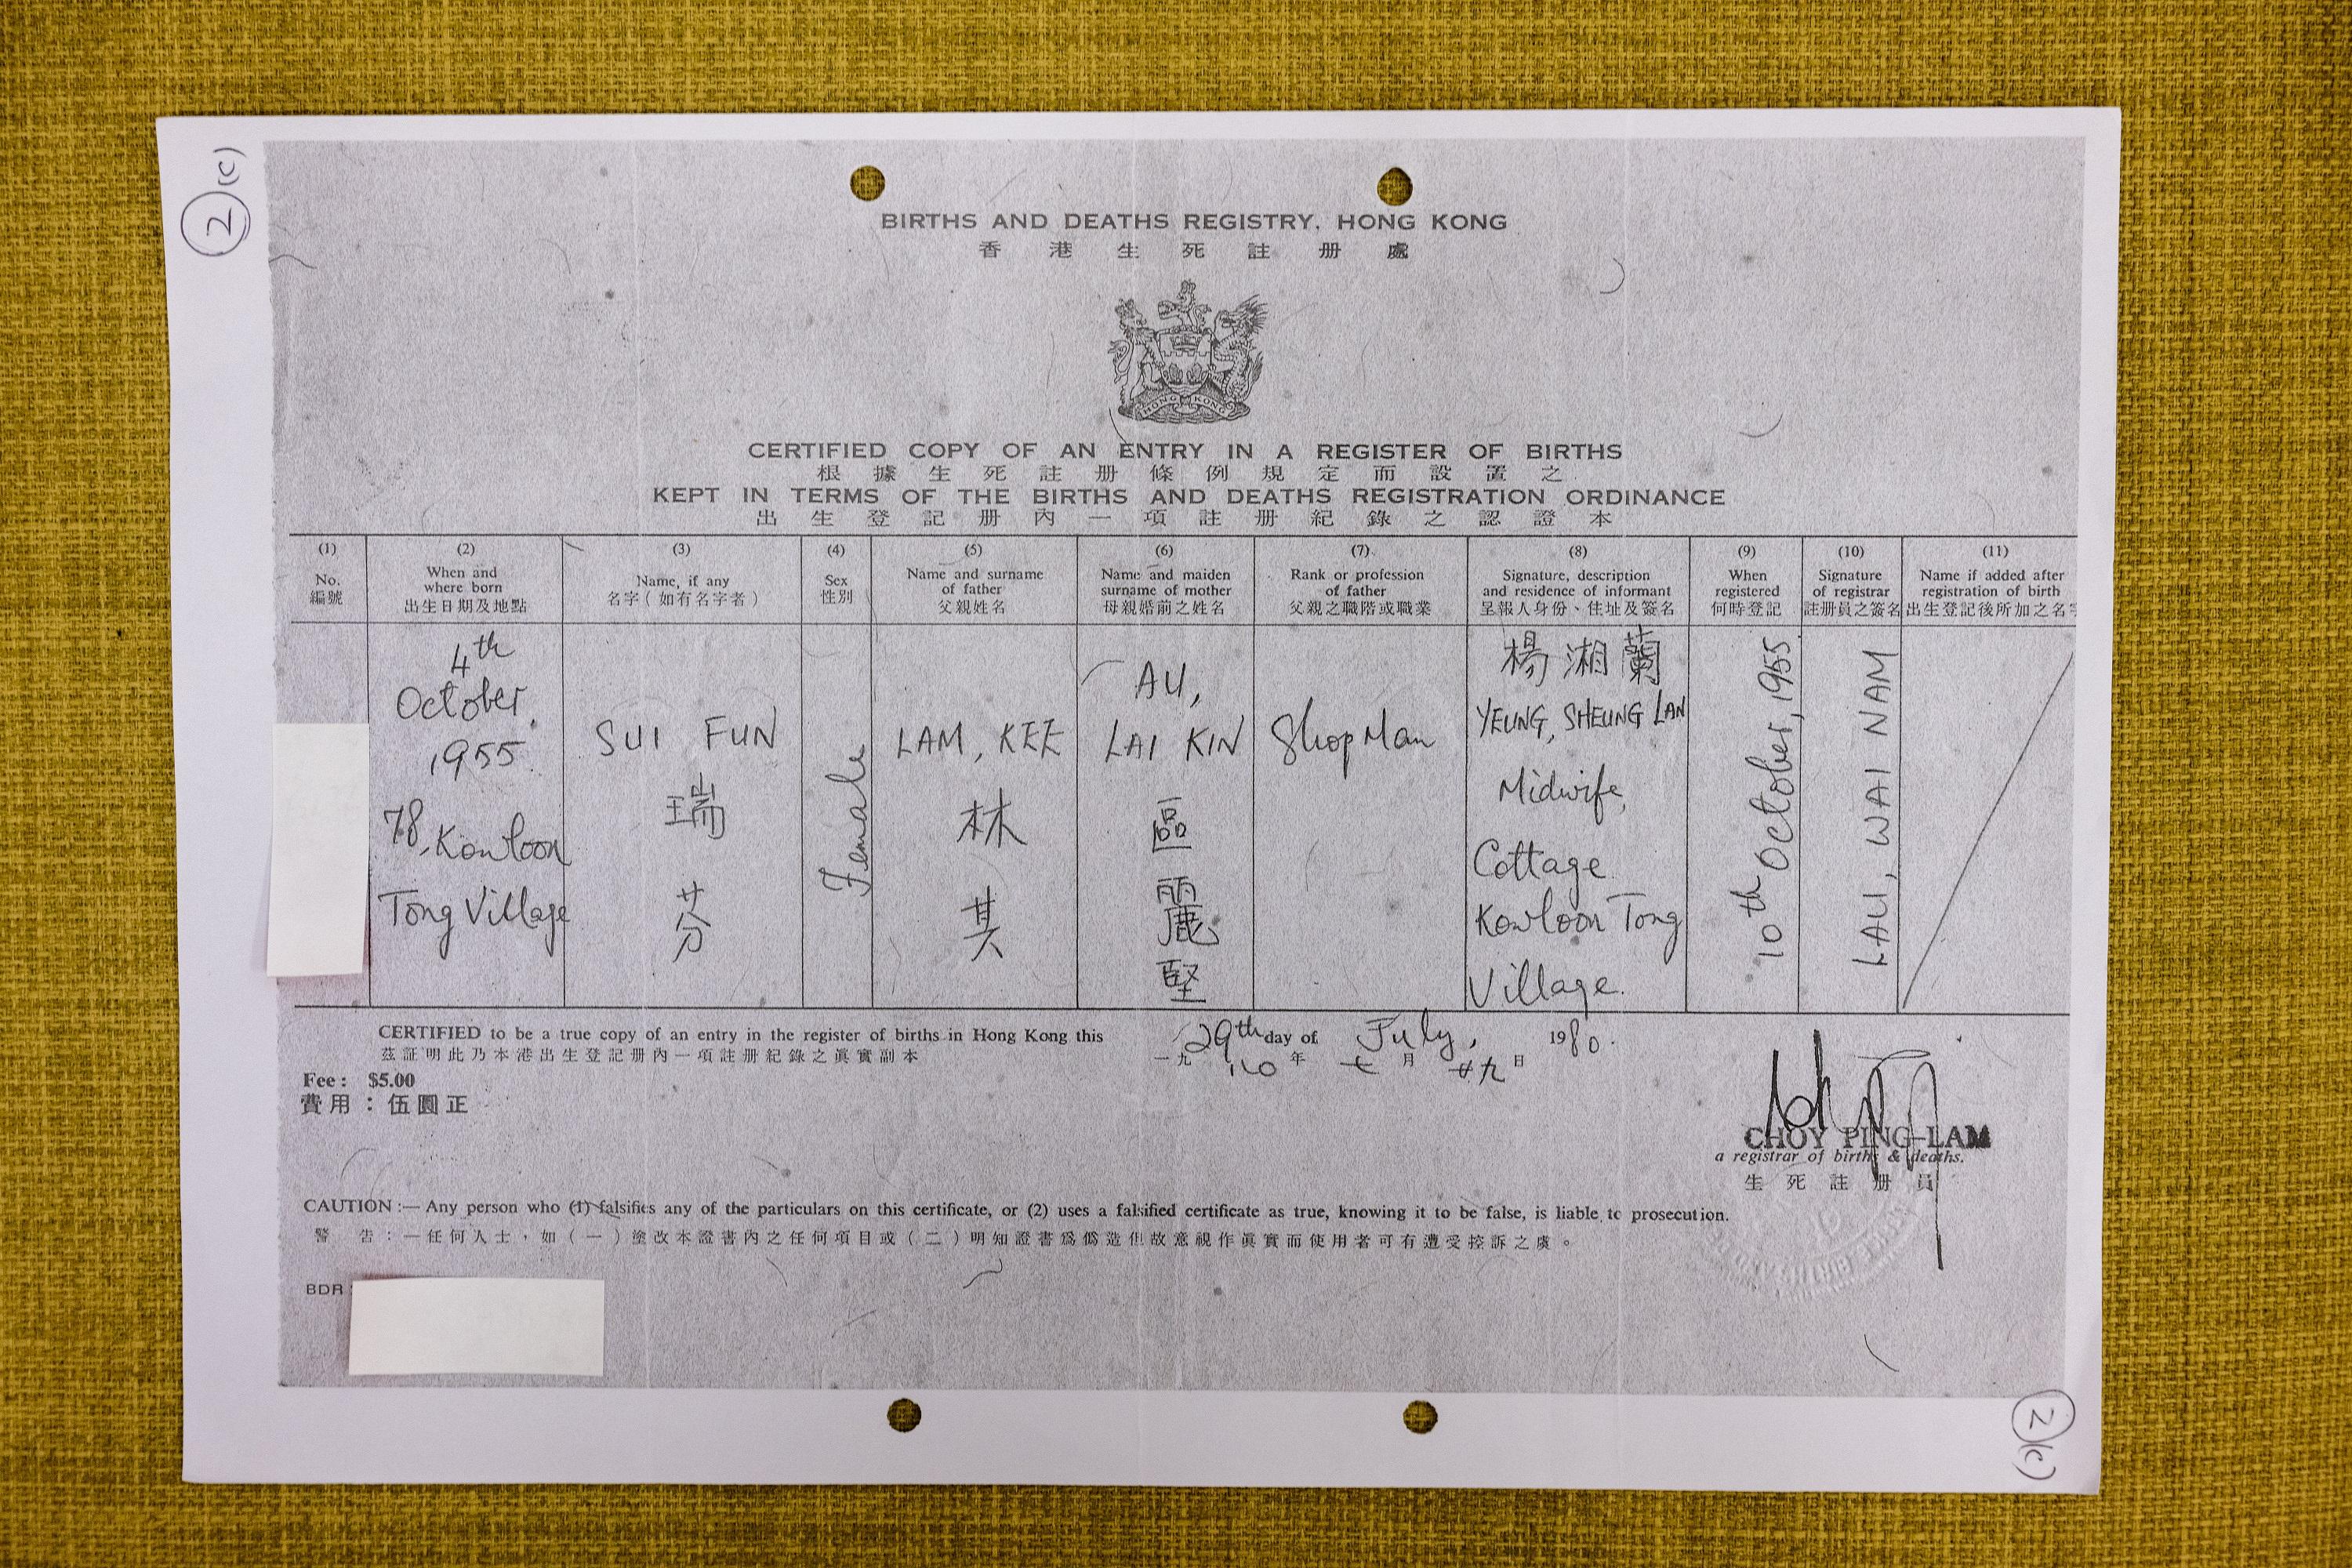 2 (c)
BIRTHS AND DEATHS REGISTRY, HONG KONG
香港生死註册處
HONG KONG
CERTIFIED COPY OF AN ENTRY IN A REGISTER OF BIRTHS
根據生死註册條例規定而設置之
KEPT IN TERMS OF THE BIRTHS AND DEATHS REGISTRATION ORDINANCE
出生登記册內一項註册紀錄之認證本
(1)
No.
編號
(2)
When and
where born
出生日期及地點
4th
October,
1955.
78, Kowloon
Tong Village
(3)
Name, if any
名字(如有名字者)
SUI FUN
瑞
芬
(4)
Sex
性別
Female
(5)
Name and surname
of father
父親姓名
LAM, KEE
林
其
(6)
Name and maiden
surname of mother
母親婚前之姓名
AU,
LAI KIN
區
麗
堅
(7)
Rank or profession
of father
父親之職階或職業
Shop Man
(8)
Signature, description
and residence of informant
呈報人身份、住址及簽名
楊湘蘭
YEUNG, SHEUNG LAN
Midwife,
Cottage
Kowloon Tong
Village.
(9)
When
registered
何時登記
10th October, 1955
(10)
Signature
of registrar
註册員之簽名
LAU, WAI NAM
(11)
Name if added after
registration of birth
出生登記後所加之名字
CERTIFIED to be a true copy of an entry in the register of births in Hong Kong this 29th day of July, 1980.
茲証明此乃本港出生登記册內一項註册紀錄之眞實副本 一九 年 七 月 廿九 日
Fee: $5.00
費用:伍圓正
CHOY PING-LAM
a registrar of births & deaths.
生死註册員
CAUTION:— Any person who (1) falsifies any of the particulars on this certificate, or (2) uses a falsified certificate as true, knowing it to be false, is liable to prosecution.
警告:—任何人士,如(一)塗改本證書內之任何項目或(二)明知證書爲僞造但故意視作眞實而使用者可有遭受控訴之虞。
BDR
2 (c)